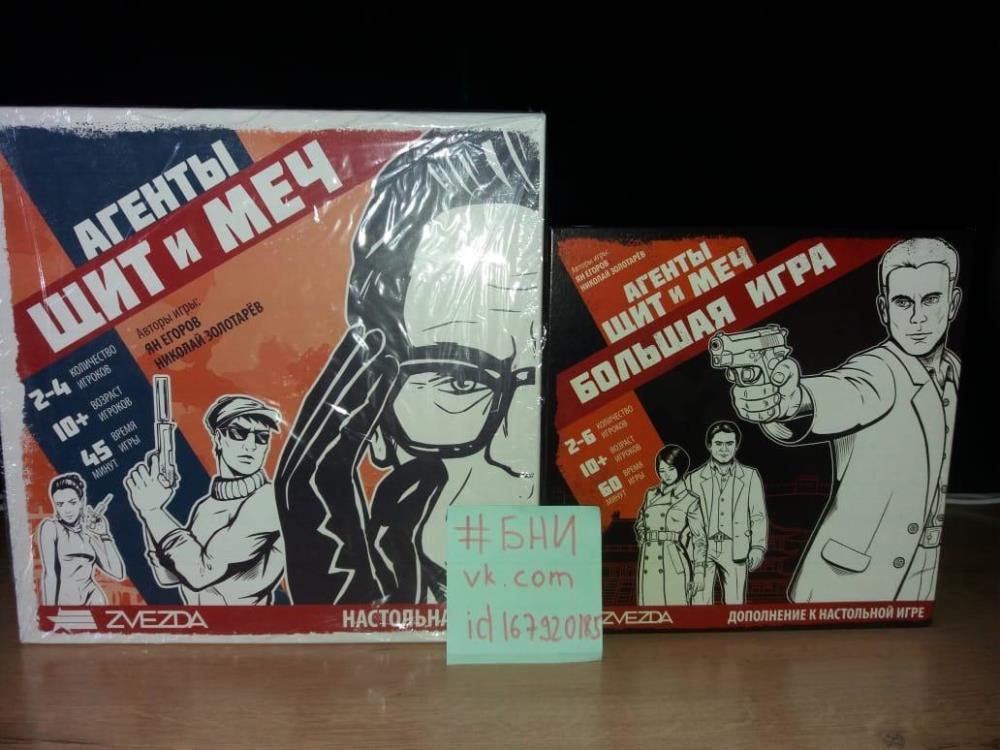 АГЕНТЫ
ЩИТ И МЕЧ
Авторы игры:
ЯН ЕГОРОВ
НИКОЛАЙ ЗОЛОТАРЁВ
2-4 КОЛИЧЕСТВО ИГРОКОВ
10+ ВОЗРАСТ ИГРОКОВ
45 МИНУТ ВРЕМЯ ИГРЫ
ZVEZDA
НАСТОЛЬНА
Авторы игры:
ЯН ЕГОРОВ
НИКОЛАЙ ЗОЛОТАРЁВ
АГЕНТЫ
ЩИТ И МЕЧ
БОЛЬШАЯ ИГРА
2-6 КОЛИЧЕСТВО ИГРОКОВ
10+ ВОЗРАСТ ИГРОКОВ
60 МИНУТ ВРЕМЯ ИГРЫ
ZVEZDA
ДОПОЛНЕНИЕ К НАСТОЛЬНОЙ ИГРЕ
#БНИ
vk.com
id167920185